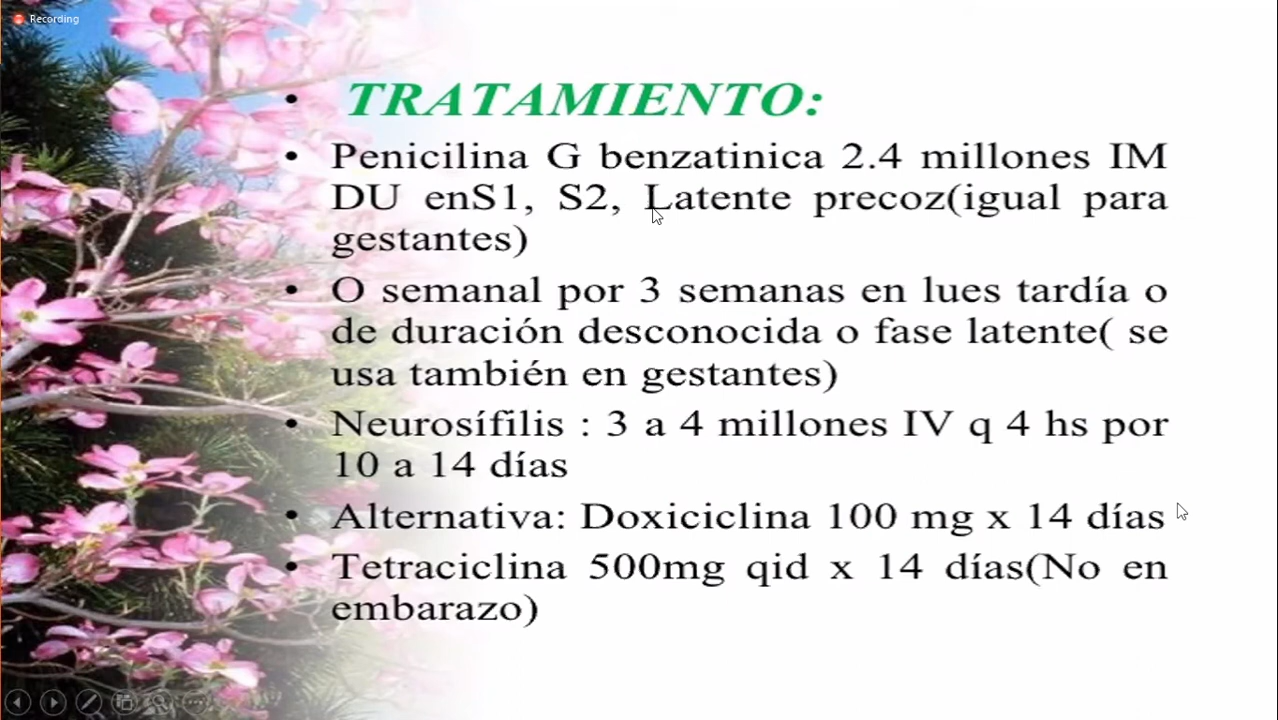 Recording
TRATAMIENTO:
Penicilina G benzatinica 2.4 millones IM
DU enS1, S2, Latente precoz(igual para
gestantes)
O semanal por 3 semanas en lues tardía o
de duración desconocida o fase latente( se
usa también en gestantes)
Neurosífilis : 3 a 4 millones IV q 4 hs por
10 a 14 días
Alternativa: Doxiciclina 100 mg x 14 días
Tetraciclina 500mg qid x 14 días(No en
embarazo)